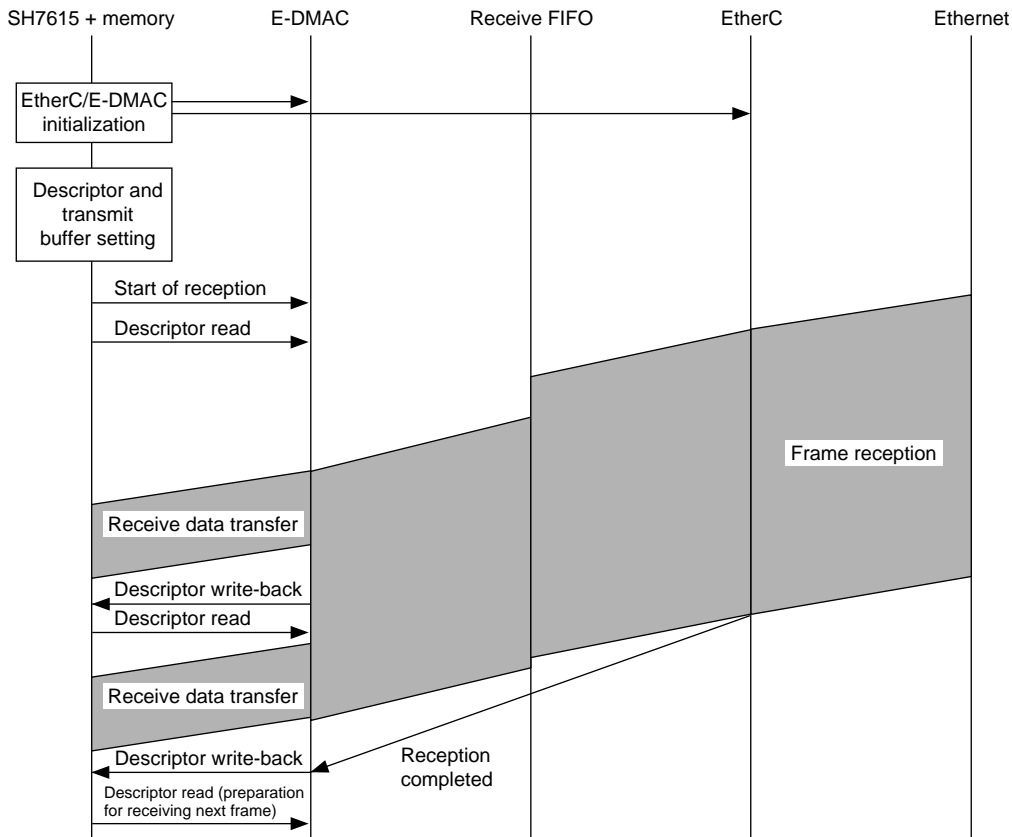 SH7615 + memory
E-DMAC
Receive FIFO
EtherC
Ethernet
EtherC/E-DMAC
initialization
Descriptor and
transmit
buffer setting
Start of reception
Descriptor read
Frame reception
Receive data transfer
Descriptor write-back
Descriptor read
Receive data transfer
Descriptor write-back
Reception
completed
Descriptor read (preparation
for receiving next frame)